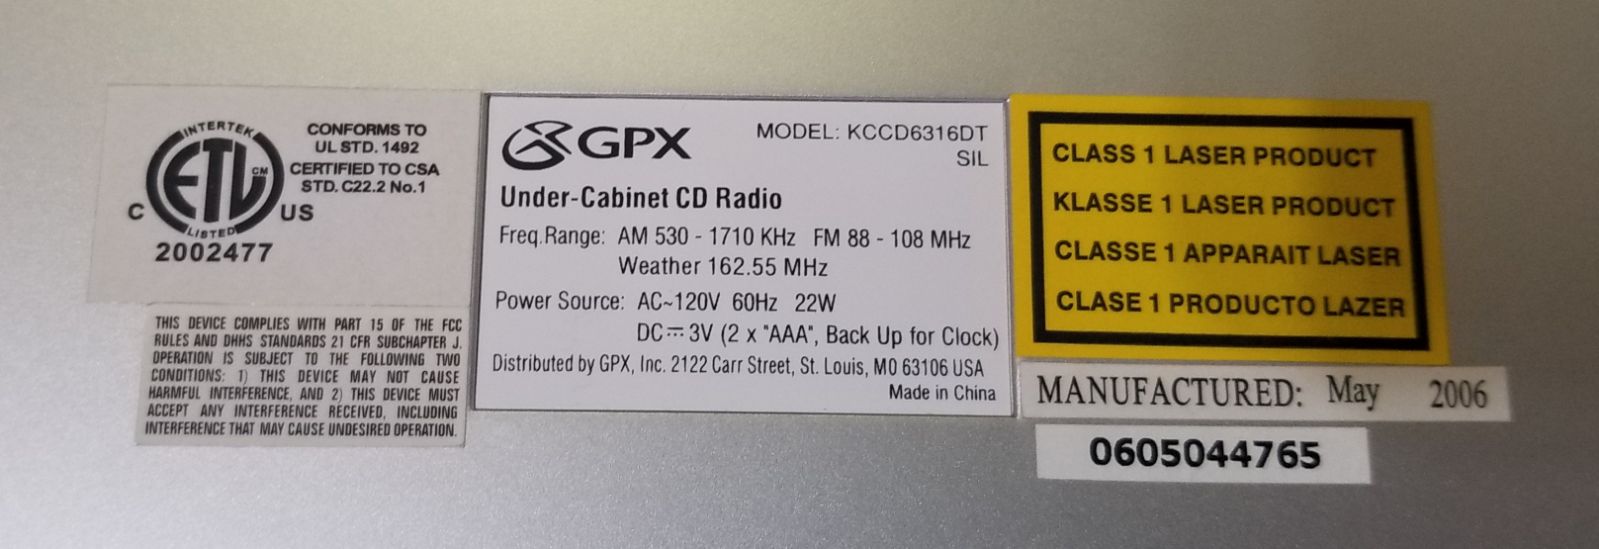 INTERTEK
ETL CM
LISTED
C US
2002477
CONFORMS TO
UL STD. 1492
CERTIFIED TO CSA
STD. C22.2 No.1
THIS DEVICE COMPLIES WITH PART 15 OF THE FCC
RULES AND DHHS STANDARDS 21 CFR SUBCHAPTER J.
OPERATION IS SUBJECT TO THE FOLLOWING TWO
CONDITIONS: 1) THIS DEVICE MAY NOT CAUSE
HARMFUL INTERFERENCE, AND 2) THIS DEVICE MUST
ACCEPT ANY INTERFERENCE RECEIVED, INCLUDING
INTERFERENCE THAT MAY CAUSE UNDESIRED OPERATION.
GPX
MODEL: KCCD6316DT
SIL
Under-Cabinet CD Radio
Freq.Range: AM 530 - 1710 KHz FM 88 - 108 MHz
Weather 162.55 MHz
Power Source: AC~120V 60Hz 22W
DC⎓3V (2 x "AAA", Back Up for Clock)
Distributed by GPX, Inc. 2122 Carr Street, St. Louis, MO 63106 USA
Made in China
CLASS 1 LASER PRODUCT
KLASSE 1 LASER PRODUCT
CLASSE 1 APPARAIT LASER
CLASE 1 PRODUCTO LAZER
MANUFACTURED: May 2006
0605044765